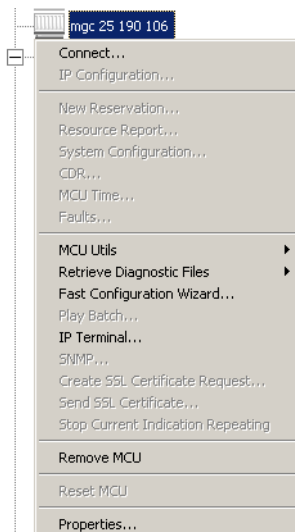 mgc 25 190 106
Connect...
IP Configuration...
New Reservation...
Resource Report...
System Configuration...
CDR...
MCU Time...
Faults...
MCU Utils
Retrieve Diagnostic Files
Fast Configuration Wizard...
Play Batch...
IP Terminal...
SNMP...
Create SSL Certificate Request...
Send SSL Certificate...
Stop Current Indication Repeating
Remove MCU
Reset MCU
Properties...